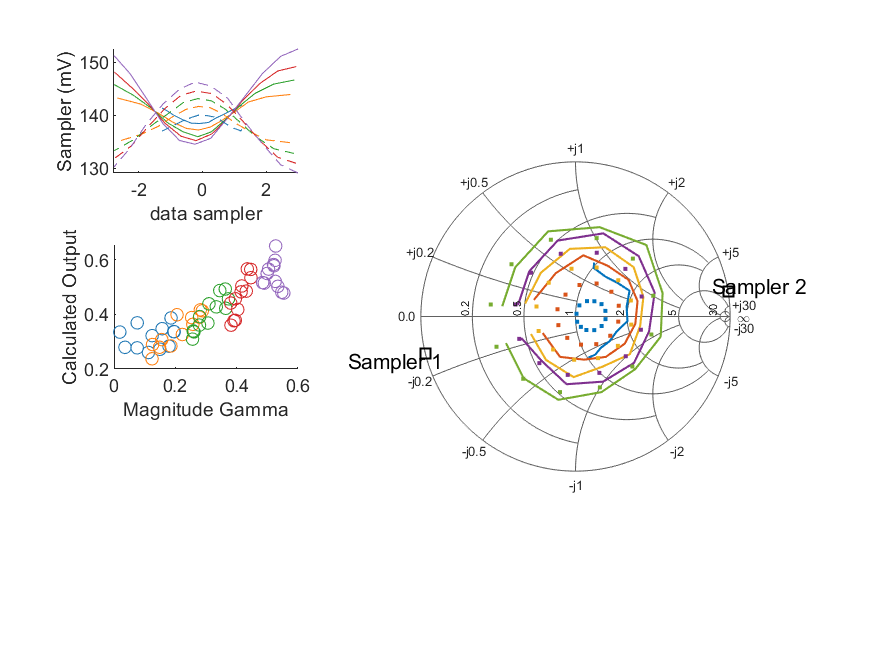 150
140
130
Sampler (mV)
-2 0 2
data sampler
0.6
0.4
0.2
Calculated Output
0 0.2 0.4 0.6
Magnitude Gamma
+j1
+j0.5
+j2
+j0.2
+j5
Sampler 2
+j30
0.0
0.2
0.5
1
2
5
30
∞
-j30
Sampler 1
-j0.2
-j5
-j0.5
-j2
-j1